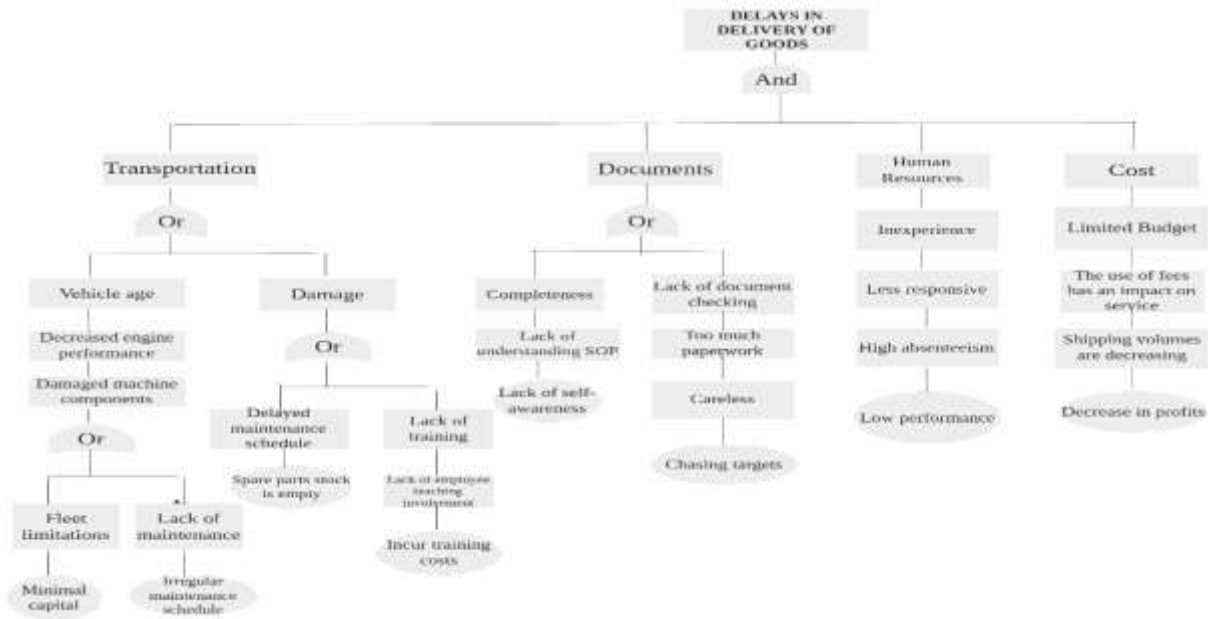 DELAYS IN
DELIVERY OF
GOODS
And
Transportation
Documents
Human
Resources
Cost
Or
Or
Inexperience
Limited Budget
Vehicle age
Damage
Completeness
Lack of document
checking
Less responsive
The use of fees
has an impact on
service
Decreased engine
performance
Or
Lack of
understanding SOP
Too much
paperwork
High absenteeism
Shipping volumes
are decreasing
Damaged machine
components
Lack of self-
awareness
Careless
Low performance
Decrease in profits
Or
Delayed
maintenance
schedule
Lack of
training
Chasing targets
Spare parts stock
is empty
Lack of employee
teaching
involvement
Fleet
limitations
Lack of
maintenance
Incur training
costs
Minimal
capital
Irregular
maintenance
schedule